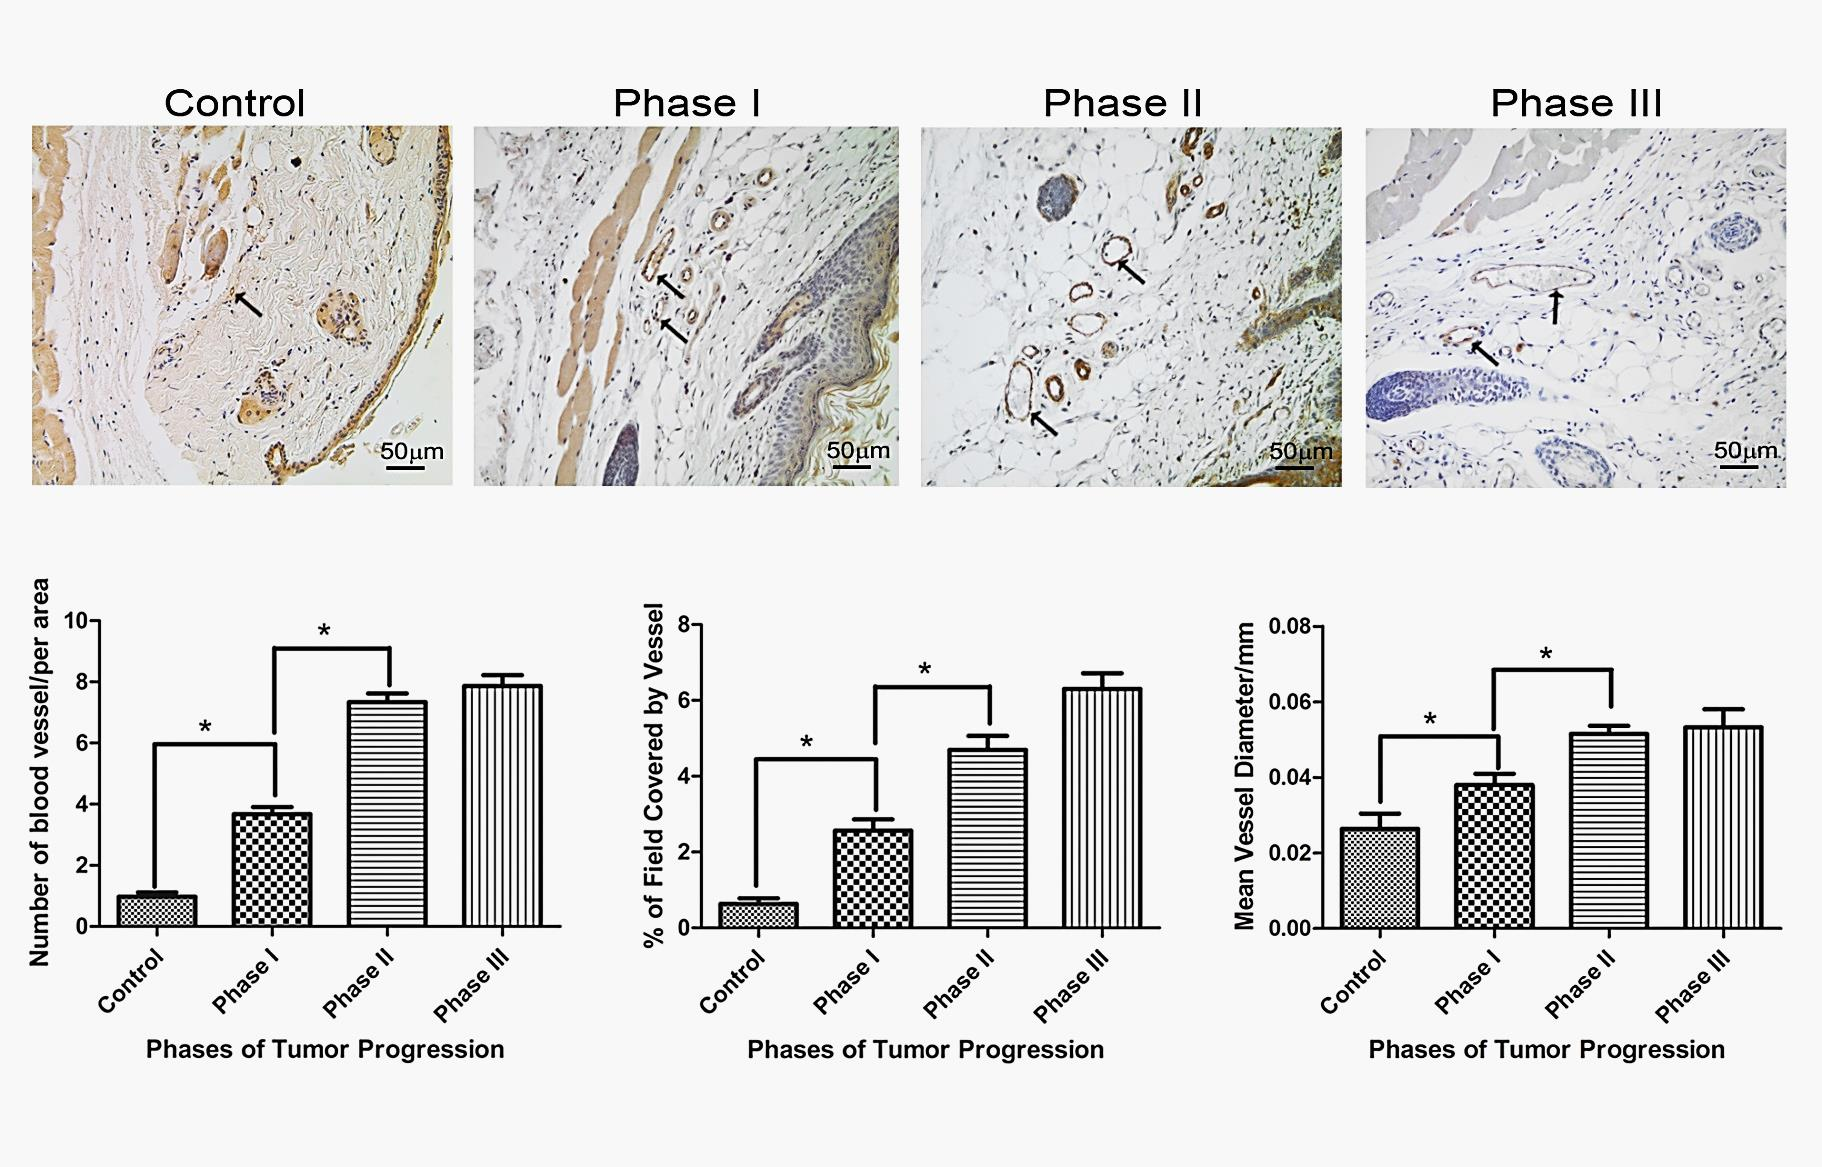 Control
Phase I
Phase II
Phase III
50µm
50µm
50µm
50µm
Number of blood vessel/per area
10
8
6
4
2
0
*
*
Control
Phase I
Phase II
Phase III
Phases of Tumor Progression
% of Field Covered by Vessel
8
6
4
2
0
*
*
Control
Phase I
Phase II
Phase III
Phases of Tumor Progression
Mean Vessel Diameter/mm
0.08
0.06
0.04
0.02
0.00
*
*
Control
Phase I
Phase II
Phase III
Phases of Tumor Progression